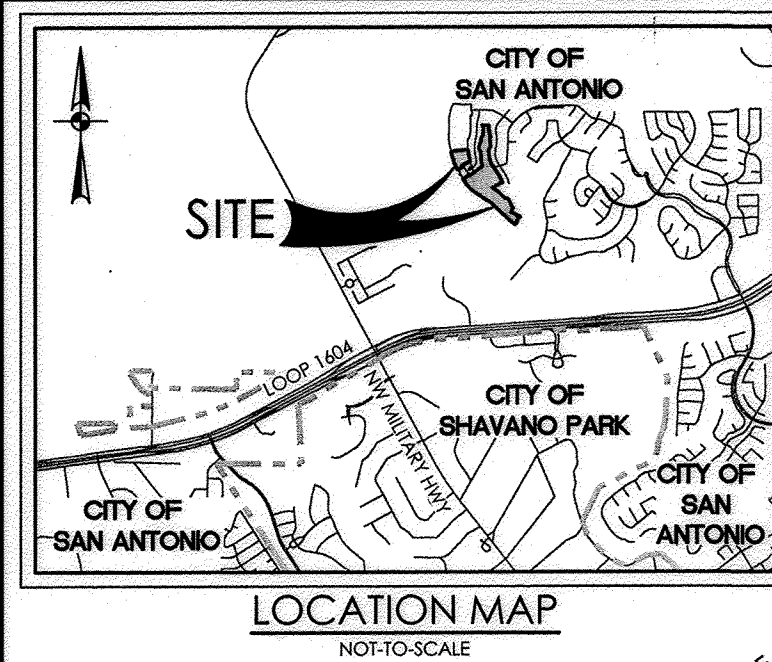 CITY OF
SAN ANTONIO
SITE
LOOP 1604
NW MILITARY HWY
CITY OF
SHAVANO PARK
CITY OF
SAN ANTONIO
CITY OF
SAN
ANTONIO
LOCATION MAP
NOT-TO-SCALE